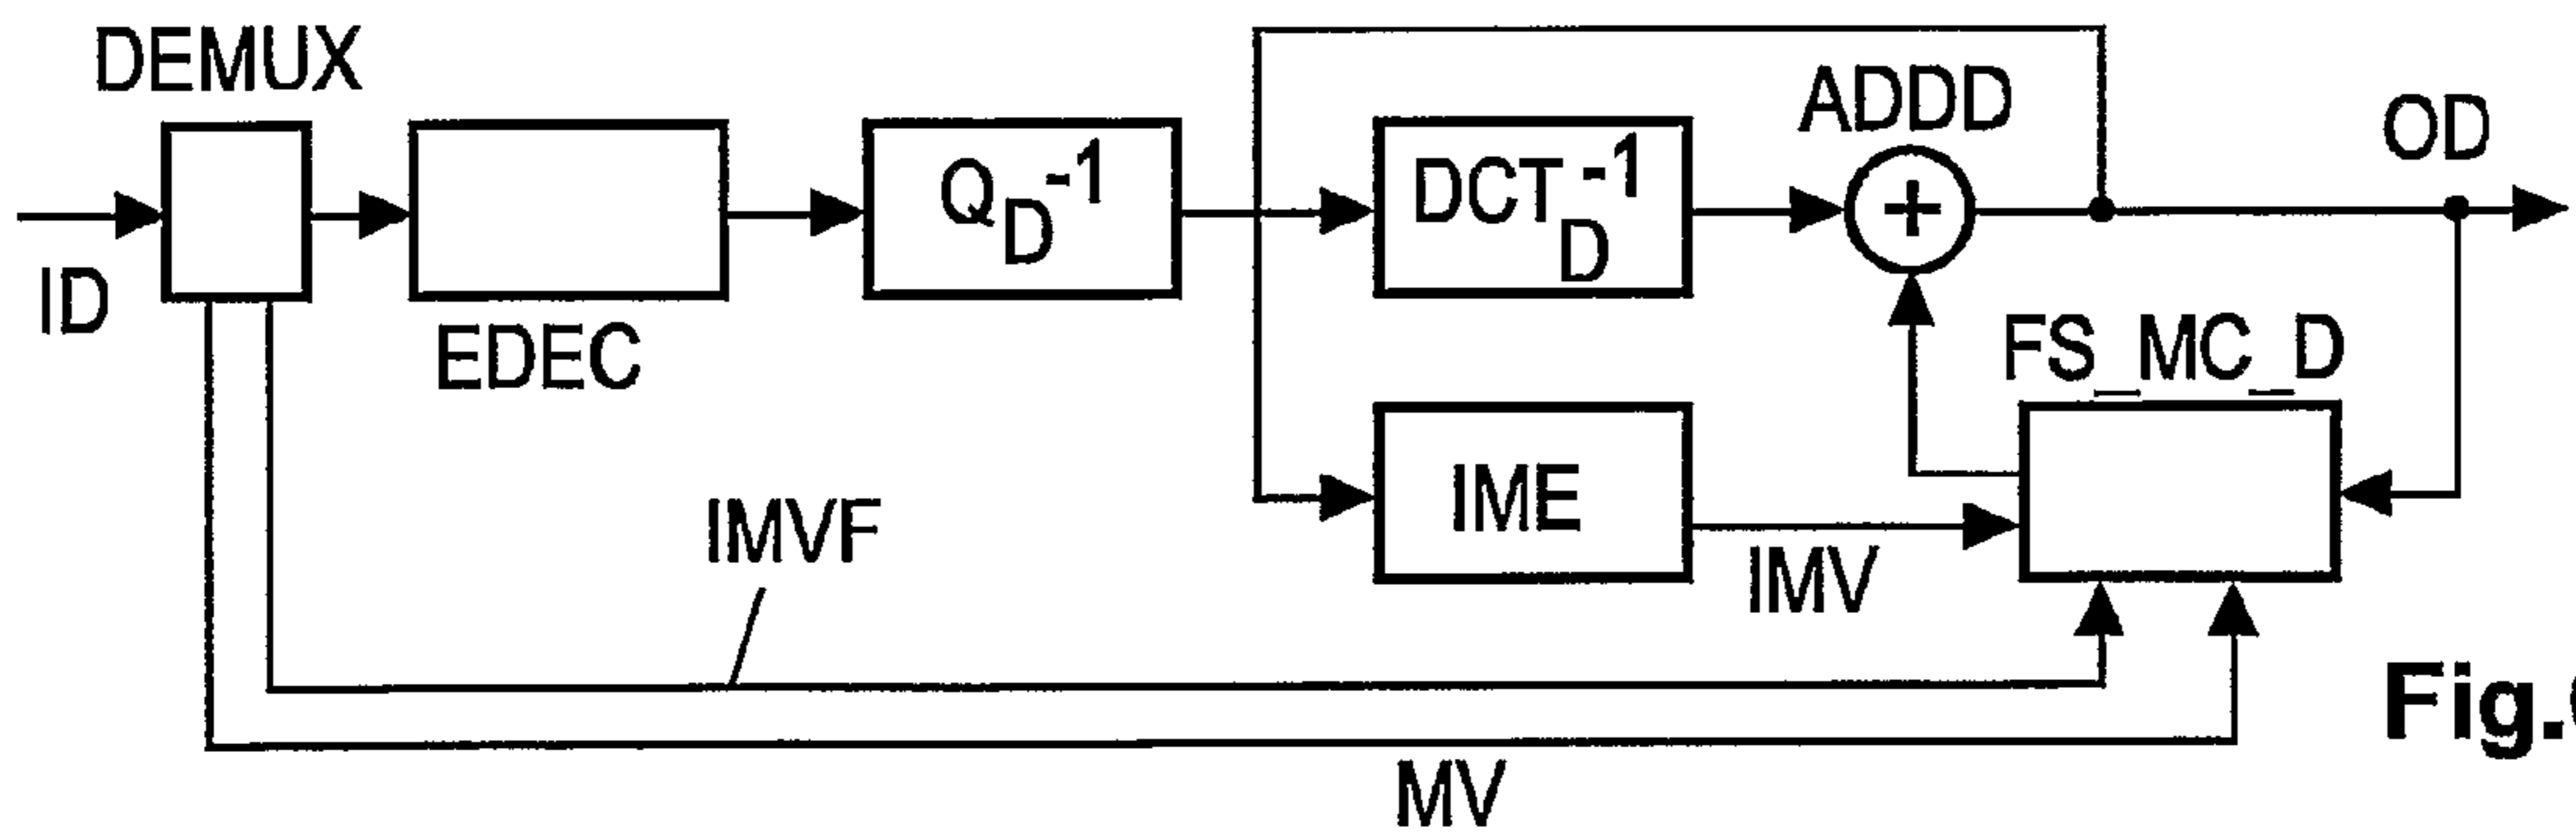 DEMUX
ADDD
OD
Q_D^-1
DCT_D^-1
ID
EDEC
FS_MC_D
IME
IMVF
IMV
Fig.
MV